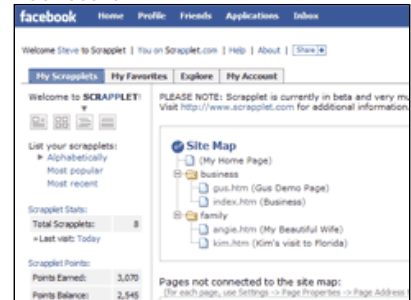 facebook Home Profile Friends Applications Inbox
Welcome Steve to Scrapplet | You on Scrapplet.com | Help | About | Share +
My Scrapplets My Favorites Explore My Account
Welcome to SCRAPPLET!
List your scrapplets:
Alphabetically
Most popular
Most recent
Scrapplet Stats:
Total Scrapplets: 8
Last visit: Today
Scrapplet Points:
Points Earned: 3,070
Points Balance: 2,545
PLEASE NOTE: Scrapplet is currently in beta and very mu
Visit http://www.scrapplet.com for additional information.
Site Map
(My Home Page)
business
gus.htm (Gus Demo Page)
index.htm (Business)
family
angie.htm (My Beautiful Wife)
kim.htm (Kim's visit to Florida)
Pages not connected to the site map:
(for each page, use Settings -> Page Properties -> Page Address t